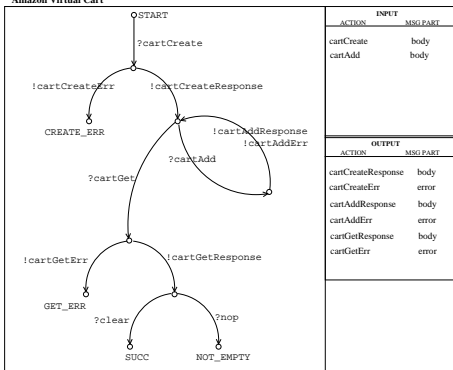 Amazon Virtual Cart
START
?cartCreate
!cartCreateErr
!cartCreateResponse
CREATE_ERR
!cartAddResponse
!cartAddErr
?cartAdd
?cartGet
!cartGetErr
!cartGetResponse
GET_ERR
?clear
?nop
SUCC
NOT_EMPTY
INPUT
ACTION MSG PART
cartCreate body
cartAdd body
OUTPUT
ACTION MSG PART
cartCreateResponse body
cartCreateErr error
cartAddResponse body
cartAddErr error
cartGetResponse body
cartGetErr error